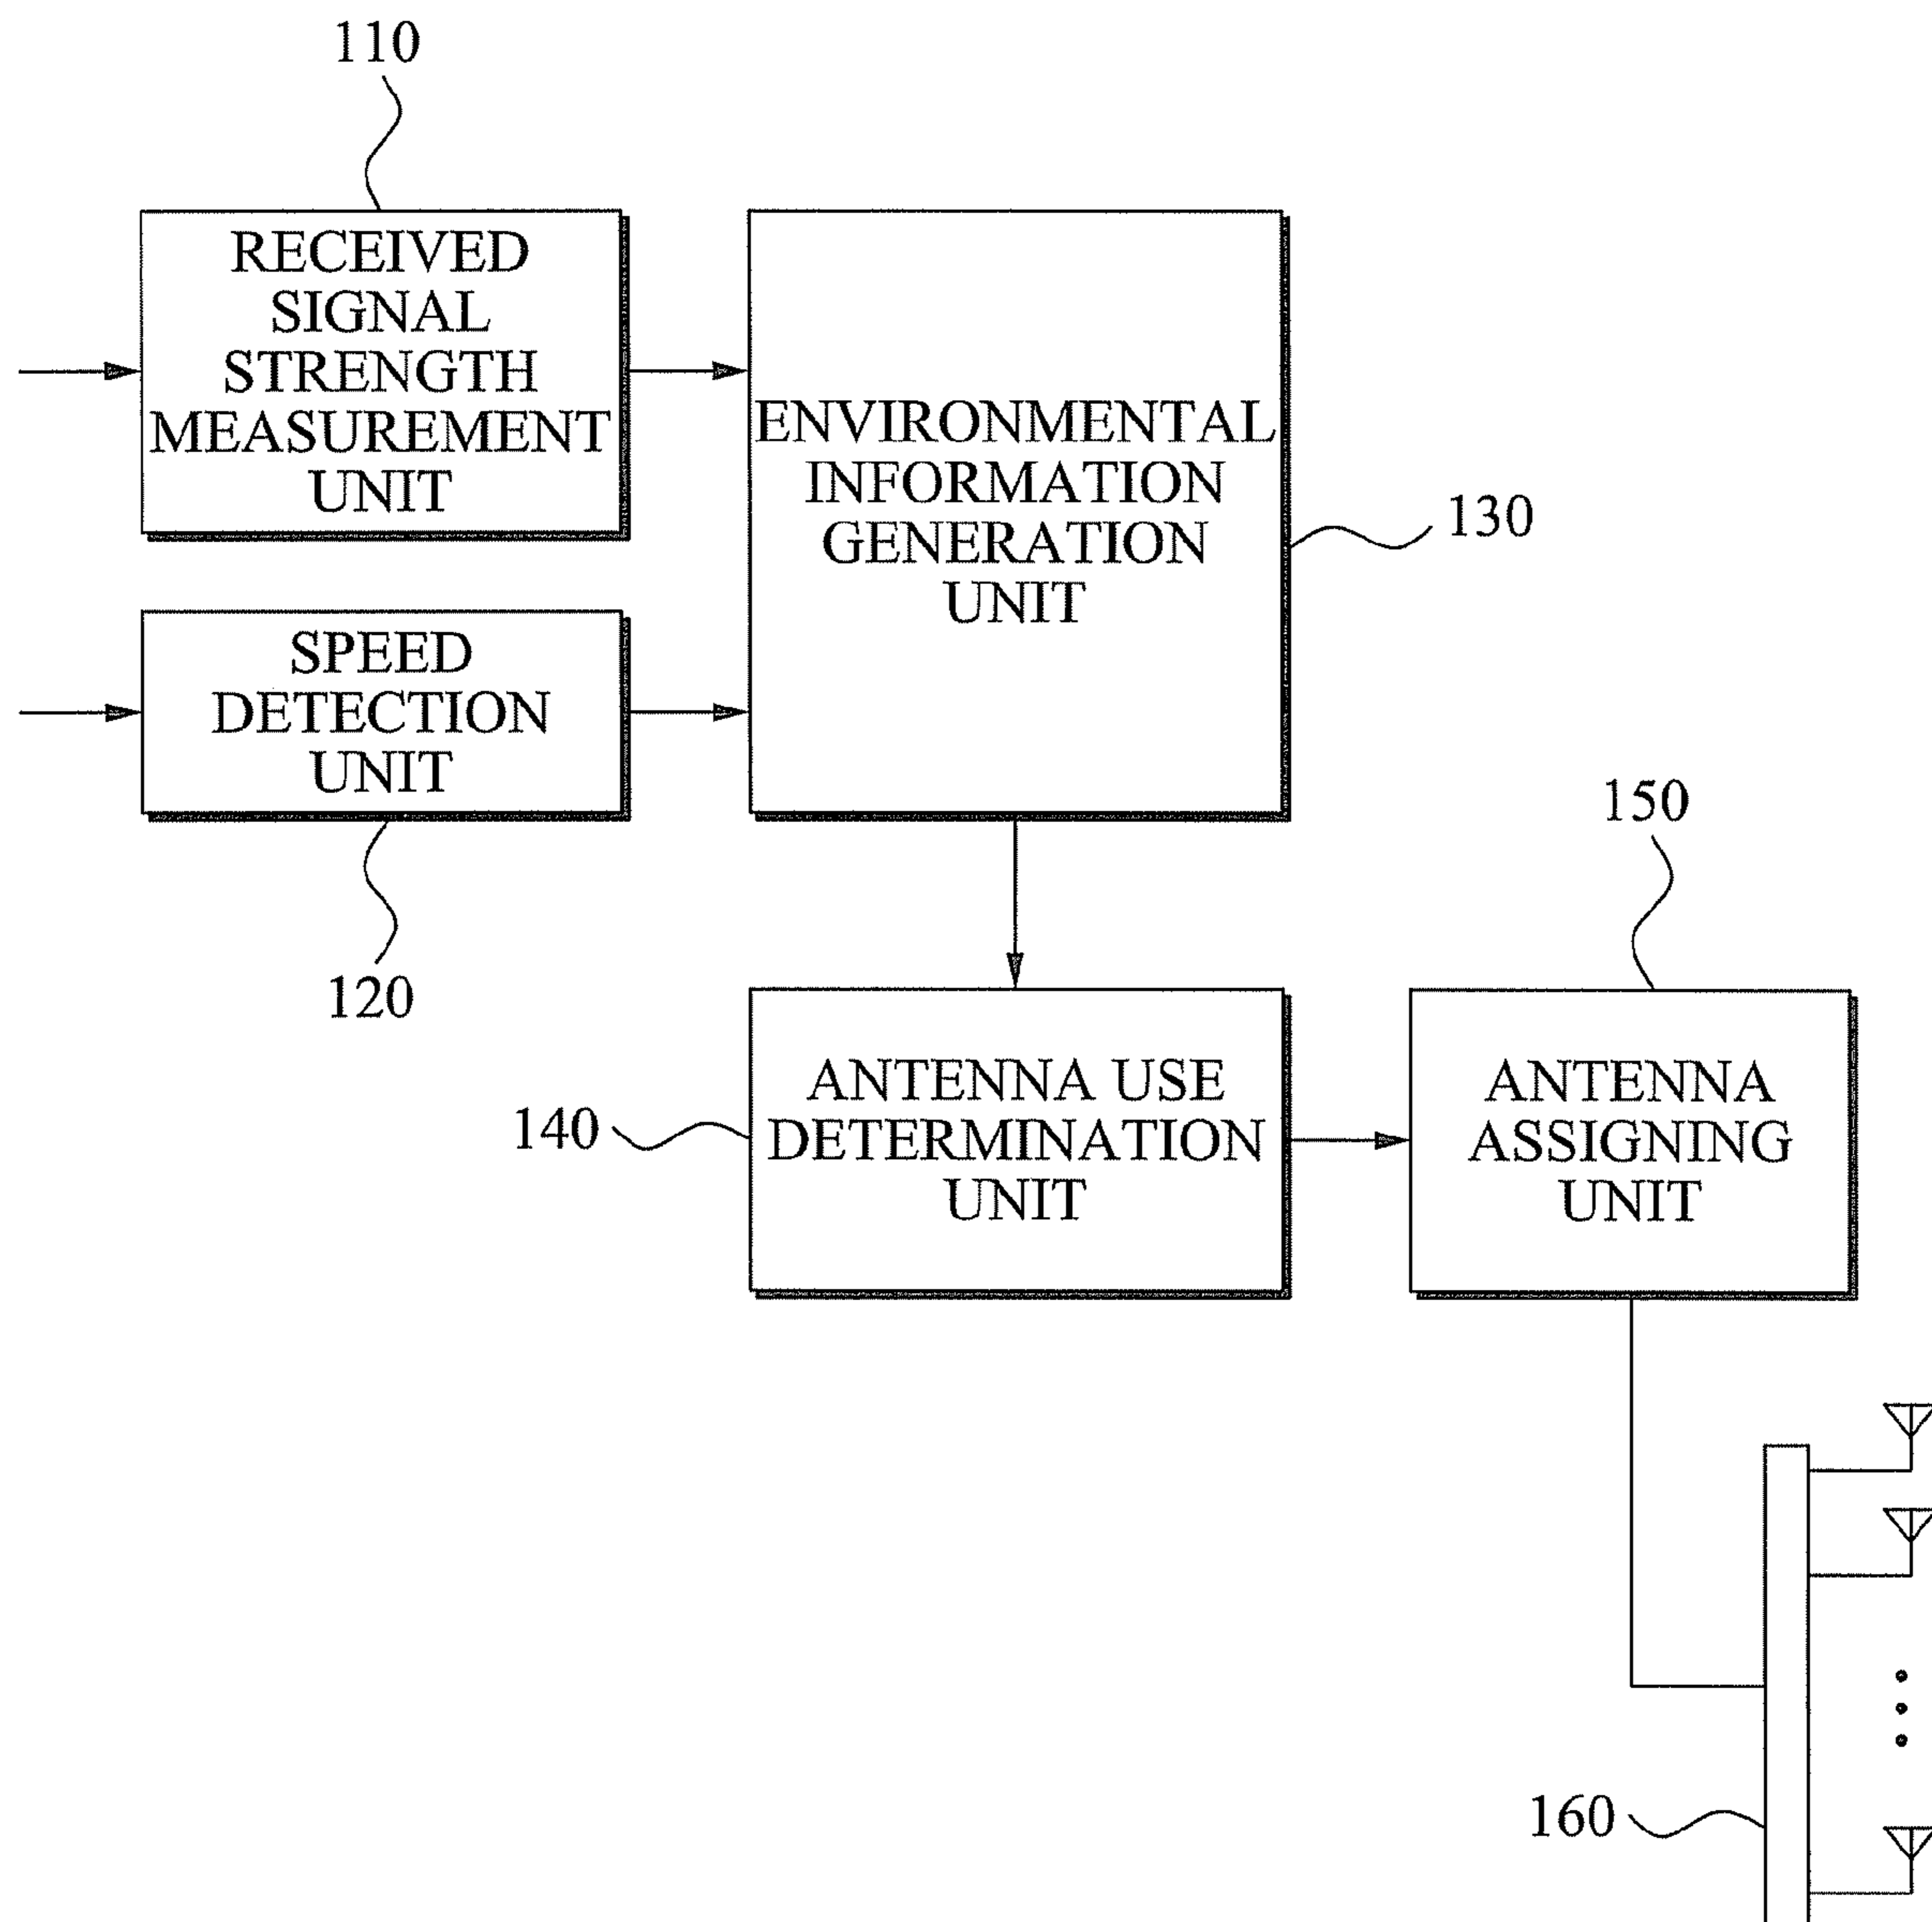 110
RECEIVED
SIGNAL
STRENGTH
MEASUREMENT
UNIT
ENVIRONMENTAL
INFORMATION
GENERATION
UNIT
130
SPEED
DETECTION
UNIT
120
150
140
ANTENNA USE
DETERMINATION
UNIT
ANTENNA
ASSIGNING
UNIT
160